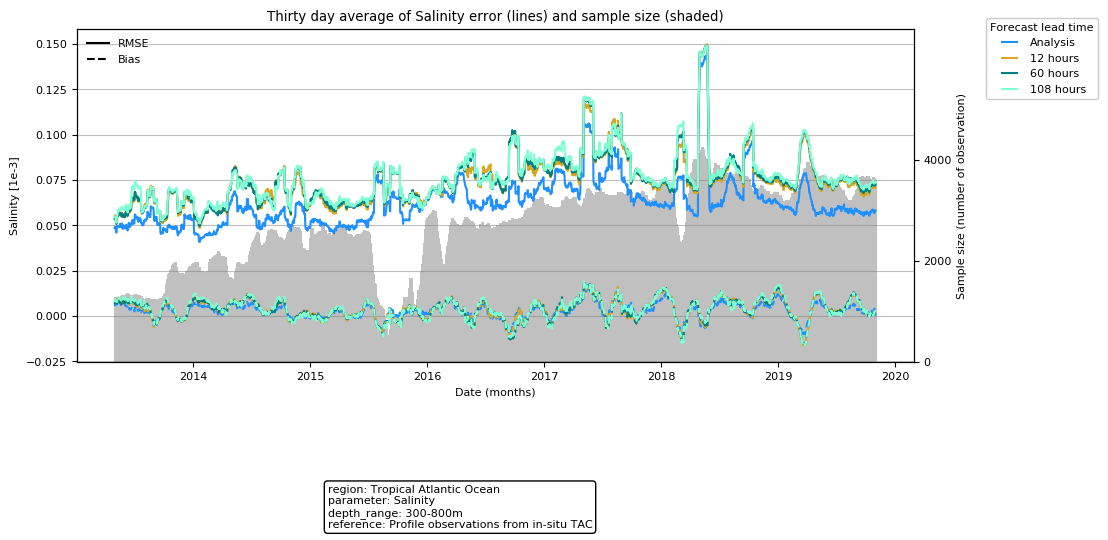 Thirty day average of Salinity error (lines) and sample size (shaded)
RMSE
Bias
Forecast lead time
Analysis
12 hours
60 hours
108 hours
0.150
0.125
0.100
0.075
0.050
0.025
0.000
−0.025
Salinity [1e-3]
4000
2000
0
Sample size (number of observation)
2014
2015
2016
2017
2018
2019
2020
Date (months)
region: Tropical Atlantic Ocean
parameter: Salinity
depth_range: 300-800m
reference: Profile observations from in-situ TAC